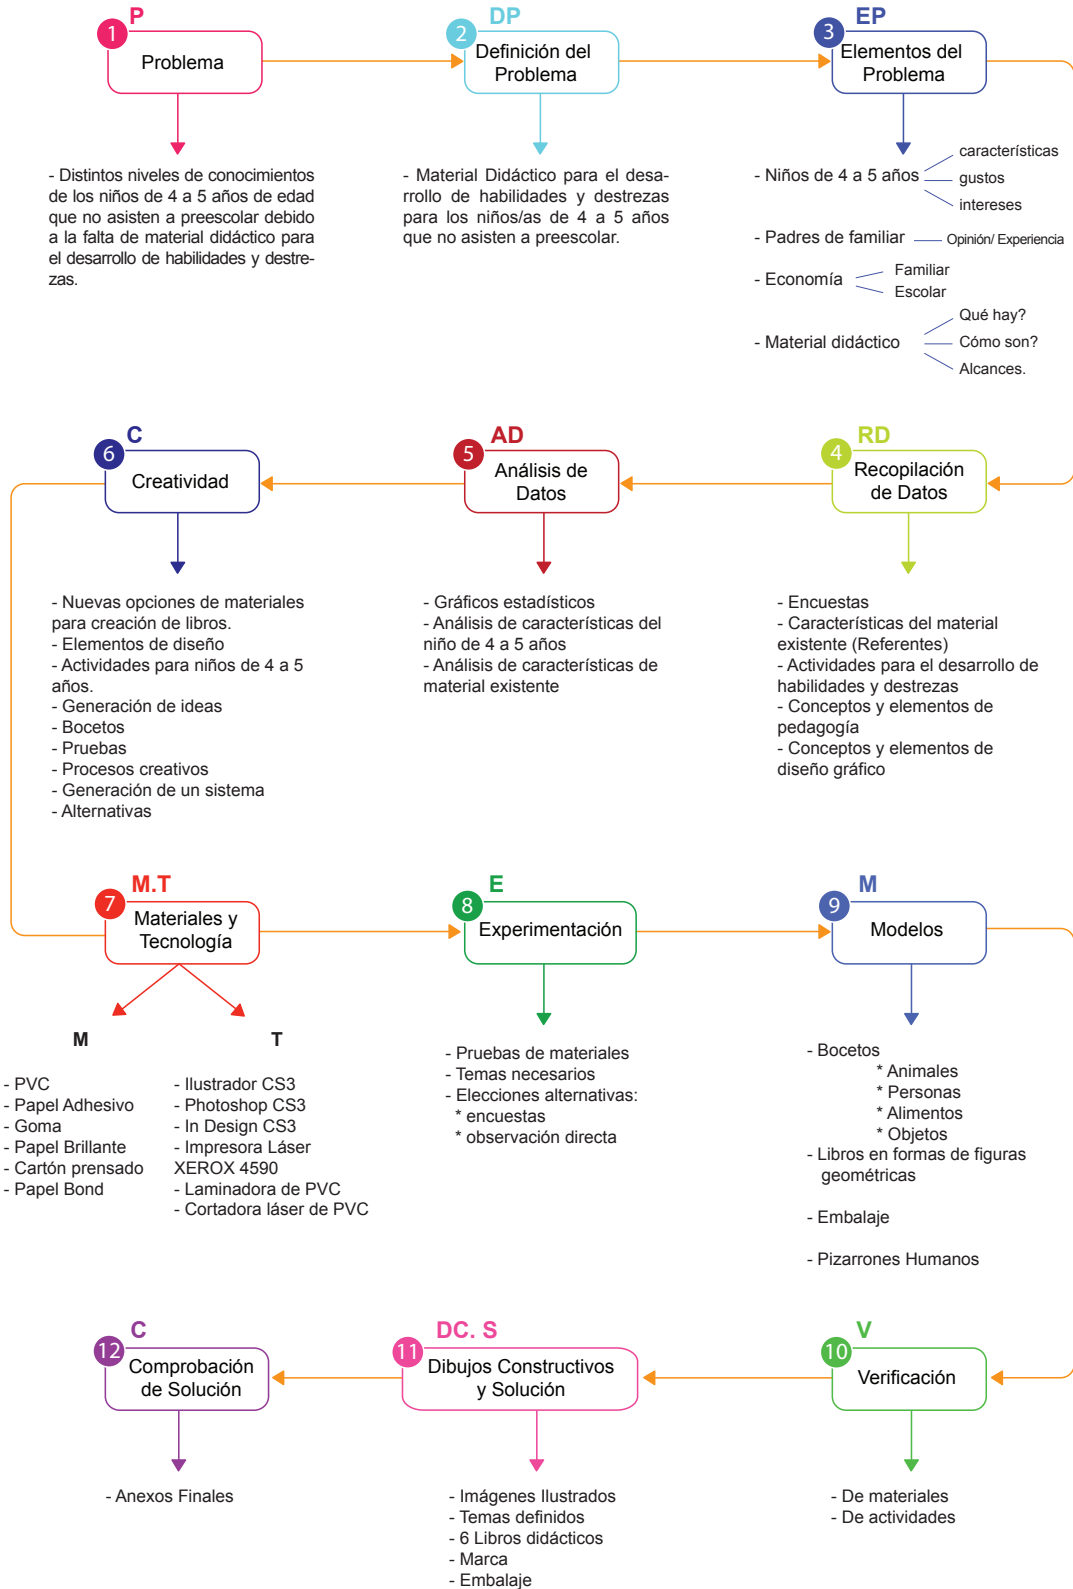 P
1
Problema
- Distintos niveles de conocimientos
de los niños de 4 a 5 años de edad
que no asisten a preescolar debido
a la falta de material didáctico para
el desarrollo de habilidades y destre-
zas.
DP
2
Definición del
Problema
- Material Didáctico para el desa-
rrollo de habilidades y destrezas
para los niños/as de 4 a 5 años
que no asisten a preescolar.
EP
3
Elementos del
Problema
- Niños de 4 a 5 años
características
gustos
intereses
- Padres de familiar
Opinión/ Experiencia
- Economía
Familiar
Escolar
- Material didáctico
Qué hay?
Cómo son?
Alcances.
RD
4
Recopilación
de Datos
- Encuestas
- Características del material
existente (Referentes)
- Actividades para el desarrollo de
habilidades y destrezas
- Conceptos y elementos de
pedagogía
- Conceptos y elementos de
diseño gráfico
AD
5
Análisis de
Datos
- Gráficos estadísticos
- Análisis de características del
niño de 4 a 5 años
- Análisis de características de
material existente
C
6
Creatividad
- Nuevas opciones de materiales
para creación de libros.
- Elementos de diseño
- Actividades para niños de 4 a 5
años.
- Generación de ideas
- Bocetos
- Pruebas
- Procesos creativos
- Generación de un sistema
- Alternativas
M.T
7
Materiales y
Tecnología
M
- PVC
- Papel Adhesivo
- Goma
- Papel Brillante
- Cartón prensado
- Papel Bond
T
- Ilustrador CS3
- Photoshop CS3
- In Design CS3
- Impresora Láser
XEROX 4590
- Laminadora de PVC
- Cortadora láser de PVC
E
8
Experimentación
- Pruebas de materiales
- Temas necesarios
- Elecciones alternativas:
* encuestas
* observación directa
M
9
Modelos
- Bocetos
* Animales
* Personas
* Alimentos
* Objetos
- Libros en formas de figuras
geométricas
- Embalaje
- Pizarrones Humanos
V
10
Verificación
- De materiales
- De actividades
DC. S
11
Dibujos Constructivos
y Solución
- Imágenes Ilustrados
- Temas definidos
- 6 Libros didácticos
- Marca
- Embalaje
C
12
Comprobación
de Solución
- Anexos Finales